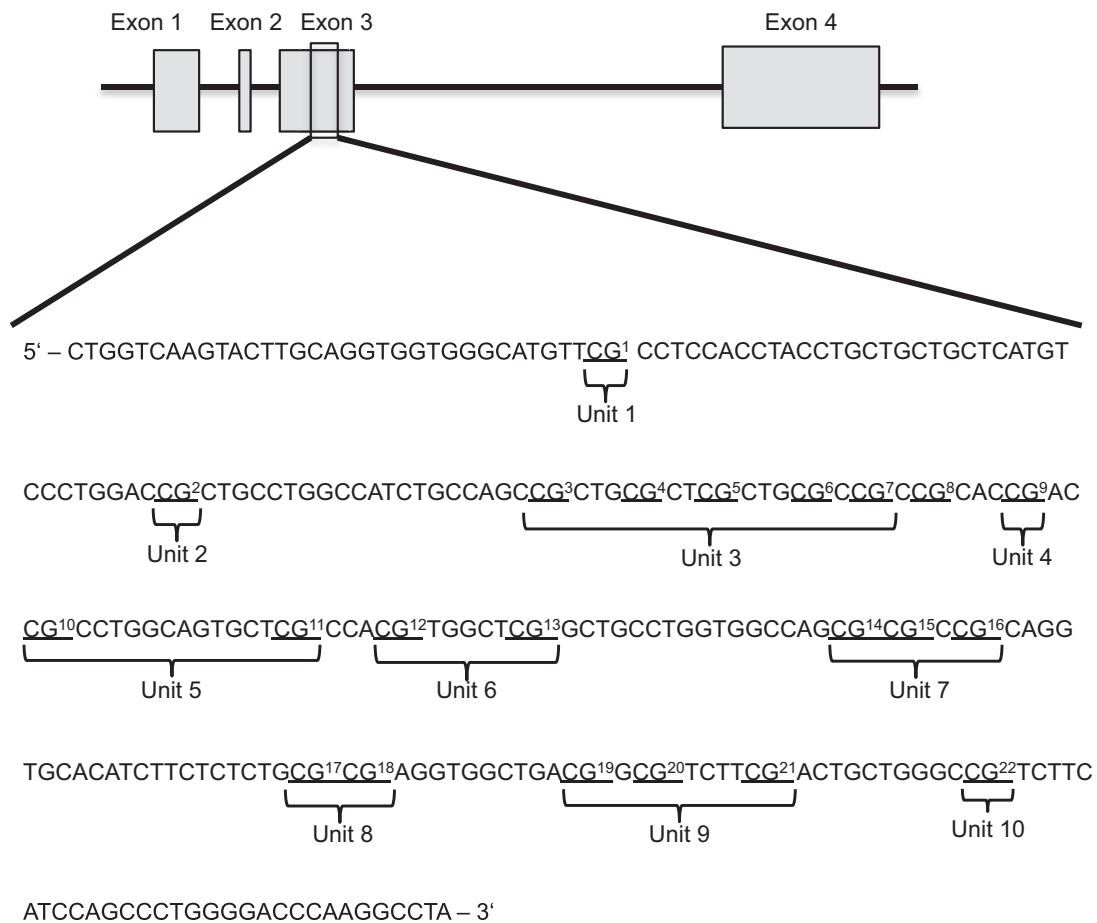 Exon 1 Exon 2 Exon 3 Exon 4
5‘ – CTGGTCAAGTACTTGCAGGTGGTGGGCATGTTCG¹ CCTCCACCTACCTGCTGCTGCTCATGT
Unit 1
CCCTGGACCCG²CTGCCTGGCCATCTGCCAGCCCG³CTGCG⁴CTCG⁵CTGCG⁶CCG⁷CCG⁸CACCG⁹AC
Unit 2 Unit 3 Unit 4
CG¹⁰CCTGGCAGTGCTCG¹¹CCACG¹²TGGCTCG¹³GCTGCCTGGTGGCCAGCG¹⁴CG¹⁵CCG¹⁶CAGG
Unit 5 Unit 6 Unit 7
TGCACATCTTCTCTCTGCG¹⁷CG¹⁸AGGTGGCTGACG¹⁹GCG²⁰TCTTCG²¹ACTGCTGGGCCG²²TCTTC
Unit 8 Unit 9 Unit 10
ATCCAGCCCTGGGGACCCAAGGCCTA – 3‘